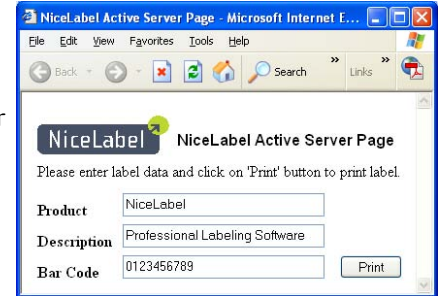 NiceLabel Active Server Page - Microsoft Internet E...
File Edit View Favorites Tools Help
Back Search » Links »
NiceLabel NiceLabel Active Server Page
Please enter label data and click on 'Print' button to print label.
Product NiceLabel
Description Professional Labeling Software
Bar Code 0123456789 Print